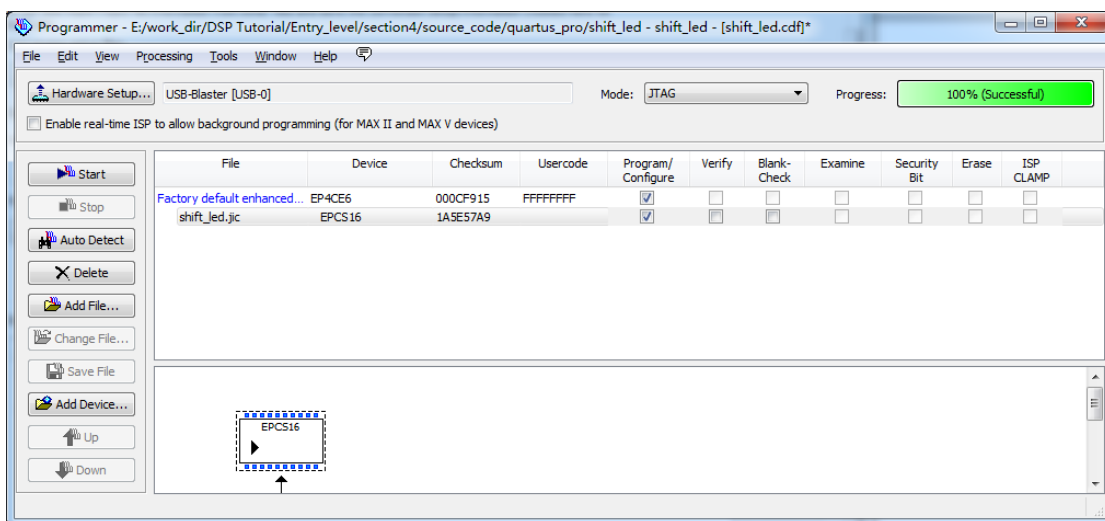 Programmer - E:/work_dir/DSP Tutorial/Entry_level/section4/source_code/quartus_pro/shift_led - shift_led - [shift_led.cdf]*
File Edit View Processing Tools Window Help
Hardware Setup... USB-Blaster [USB-0] Mode: JTAG Progress: 100% (Successful)
Enable real-time ISP to allow background programming (for MAX II and MAX V devices)
Start
Stop
Auto Detect
Delete
Add File...
Change File...
Save File
Add Device...
Up
Down
File Device Checksum Usercode Program/ Configure Verify Blank- Check Examine Security Bit Erase ISP CLAMP
Factory default enhanced... EP4CE6 000CF915 FFFFFFFF
shift_led.jic EPCS16 1A5E57A9
EPCS16